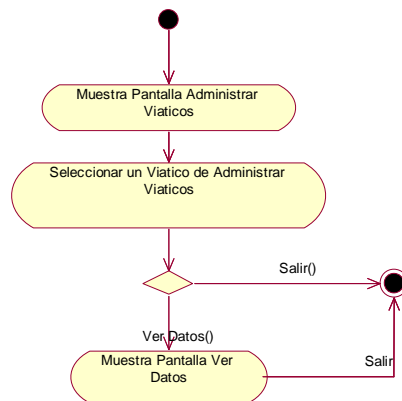 Muestra Pantalla Administrar
Viaticos
Seleccionar un Viatico de Administrar
Viaticos
Salir()
Ver Datos()
Muestra Pantalla Ver
Datos
Salir